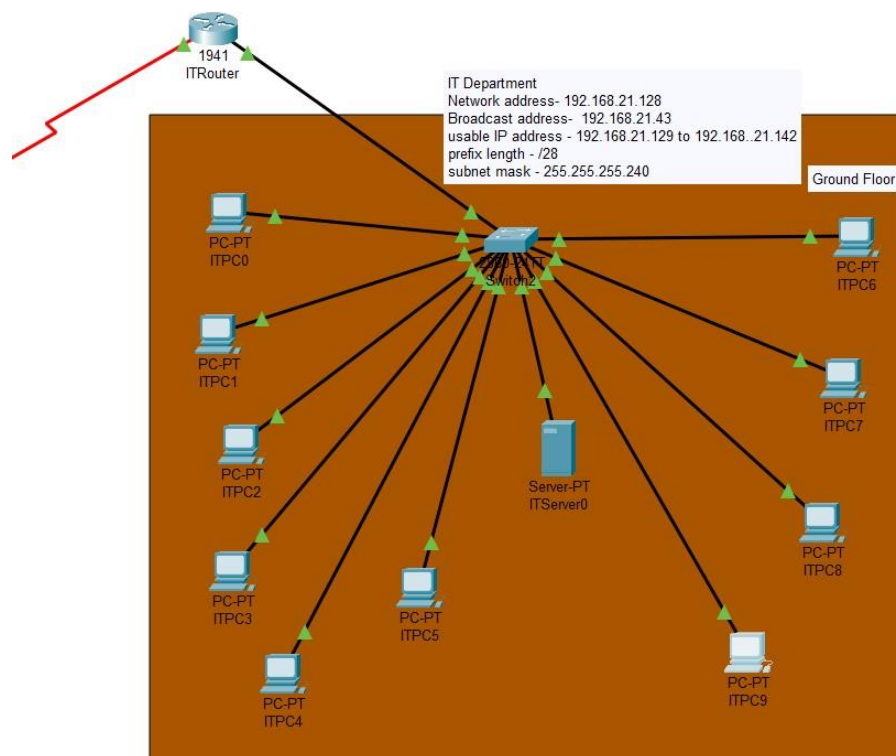 1941
ITRouter
IT Department
Network address- 192.168.21.128
Broadcast address-  192.168.21.43
usable IP address - 192.168.21.129 to 192.168..21.142
prefix length - /28
subnet mask - 255.255.255.240
Ground Floor
PC-PT
ITPC0
Switch2
PC-PT
ITPC6
PC-PT
ITPC1
PC-PT
ITPC7
PC-PT
ITPC2
Server-PT
ITServer0
PC-PT
ITPC8
PC-PT
ITPC3
PC-PT
ITPC5
PC-PT
ITPC4
PC-PT
ITPC9